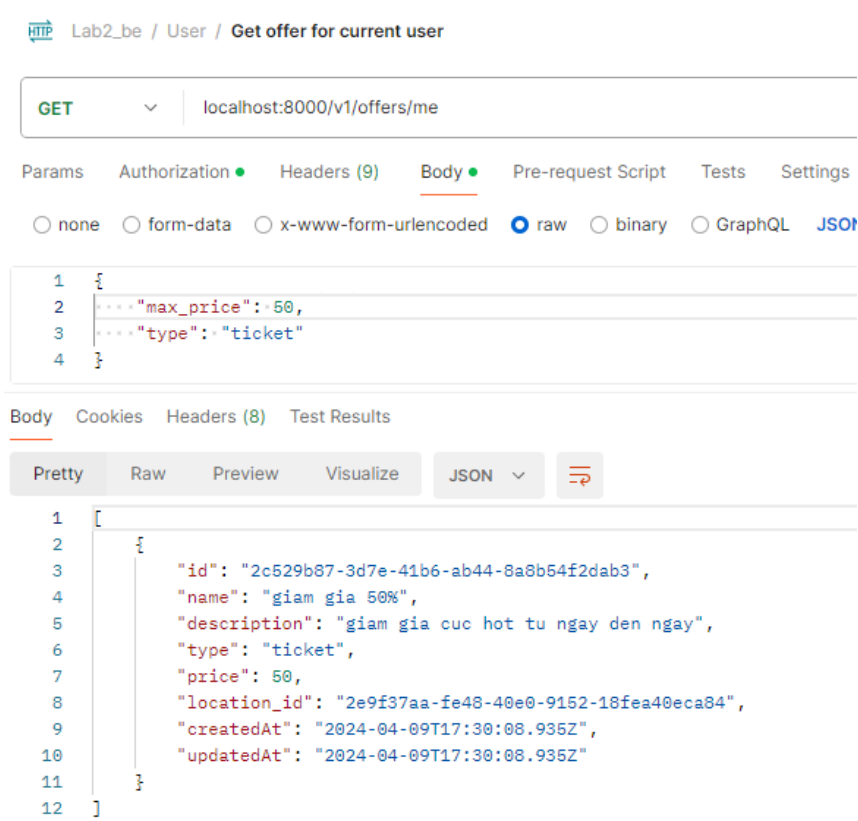 HTTP Lab2_be / User / Get offer for current user
GET localhost:8000/v1/offers/me
Params Authorization Headers (9) Body Pre-request Script Tests Settings
none form-data x-www-form-urlencoded raw binary GraphQL JSON
1 {
2 "max_price": 50,
3 "type": "ticket"
4 }
Body Cookies Headers (8) Test Results
Pretty Raw Preview Visualize JSON
1 [
2 {
3 "id": "2c529b87-3d7e-41b6-ab44-8a8b54f2dab3",
4 "name": "giam gia 50%",
5 "description": "giam gia cuc hot tu ngay den ngay",
6 "type": "ticket",
7 "price": 50,
8 "location_id": "2e9f37aa-fe48-40e0-9152-18fea40eca84",
9 "createdAt": "2024-04-09T17:30:08.935Z",
10 "updatedAt": "2024-04-09T17:30:08.935Z"
11 }
12 ]